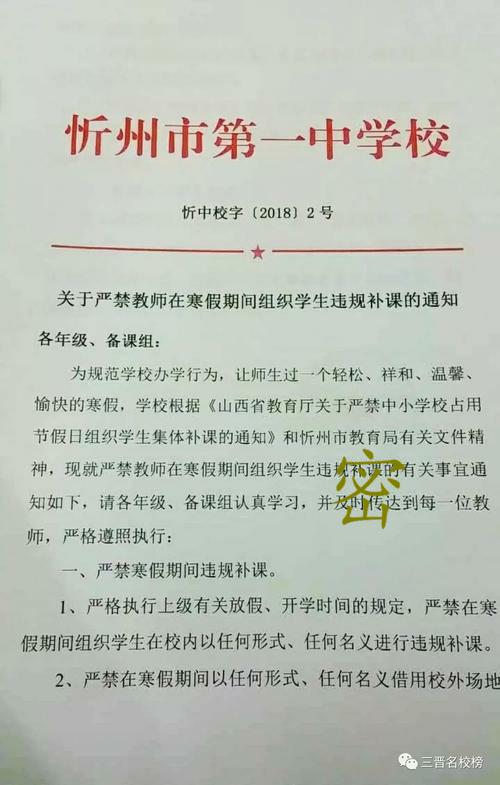 忻州市第一中学校
忻中校字〔2018〕2号
关于严禁教师在寒假期间组织学生违规补课的通知
各年级、备课组：
为规范学校办学行为，让师生过一个轻松、祥和、温馨、
愉快的寒假，学校根据《山西省教育厅关于严禁中小学校占用
节假日组织学生集体补课的通知》和忻州市教育局有关文件精
神，现就严禁教师在寒假期间组织学生违规补课的有关事宜通
知如下，请各年级、备课组认真学习，并及时传达到每一位教
密
师，严格遵照执行：
一、严禁寒假期间违规补课。
1、严格执行上级有关放假、开学时间的规定，严禁在寒
假期间组织学生在校内以任何形式、任何名义进行违规补课。
2、严禁在寒假期间以任何形式、任何名义借用校外场地
三晋名校榜